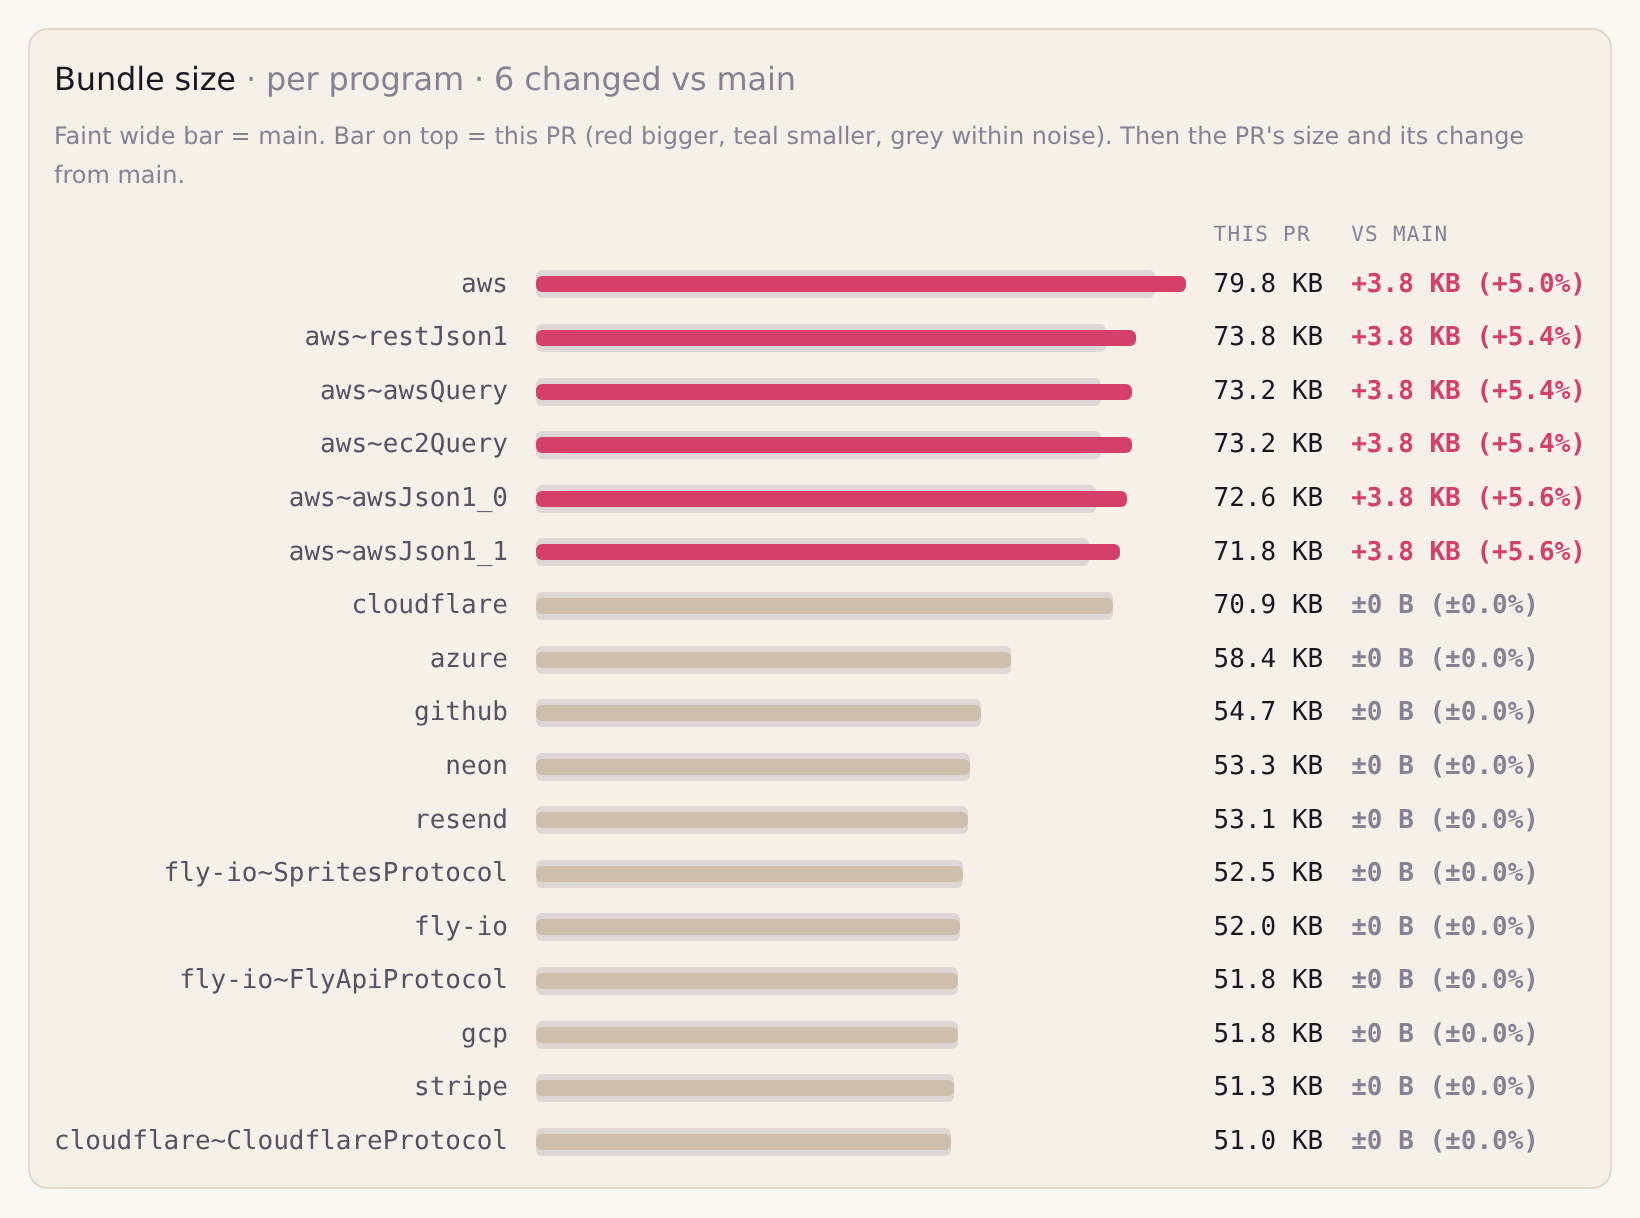 Bundle size · per program · 6 changed vs main
Faint wide bar = main. Bar on top = this PR (red bigger, teal smaller, grey within noise). Then the PR's size and its change
from main.
THIS PR VS MAIN
aws 79.8 KB +3.8 KB (+5.0%)
aws~restJson1 73.8 KB +3.8 KB (+5.4%)
aws~awsQuery 73.2 KB +3.8 KB (+5.4%)
aws~ec2Query 73.2 KB +3.8 KB (+5.4%)
aws~awsJson1_0 72.6 KB +3.8 KB (+5.6%)
aws~awsJson1_1 71.8 KB +3.8 KB (+5.6%)
cloudflare 70.9 KB ±0 B (±0.0%)
azure 58.4 KB ±0 B (±0.0%)
github 54.7 KB ±0 B (±0.0%)
neon 53.3 KB ±0 B (±0.0%)
resend 53.1 KB ±0 B (±0.0%)
fly-io~SpritesProtocol 52.5 KB ±0 B (±0.0%)
fly-io 52.0 KB ±0 B (±0.0%)
fly-io~FlyApiProtocol 51.8 KB ±0 B (±0.0%)
gcp 51.8 KB ±0 B (±0.0%)
stripe 51.3 KB ±0 B (±0.0%)
cloudflare~CloudflareProtocol 51.0 KB ±0 B (±0.0%)